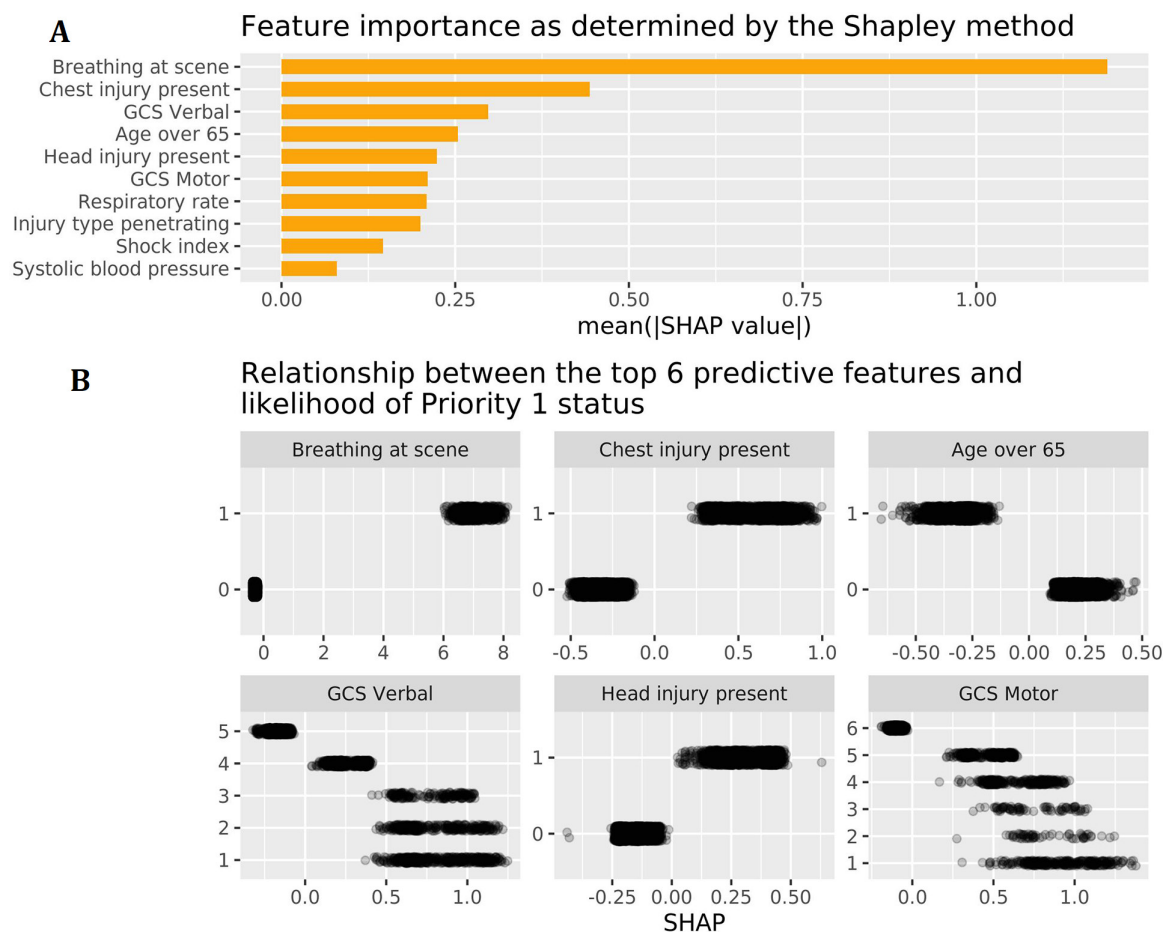 A
Feature importance as determined by the Shapley method
Breathing at scene
Chest injury present
GCS Verbal
Age over 65
Head injury present
GCS Motor
Respiratory rate
Injury type penetrating
Shock index
Systolic blood pressure
0.00 0.25 0.50 0.75 1.00
mean(|SHAP value|)
B
Relationship between the top 6 predictive features and
likelihood of Priority 1 status
Breathing at scene Chest injury present Age over 65
1 1 1
0 0 0
0 2 4 6 8 -0.5 0.0 0.5 1.0 -0.50 -0.25 0.00 0.25 0.50
GCS Verbal Head injury present GCS Motor
5
4
3
2
1
1
0
6
5
4
3
2
1
0.0 0.5 1.0 -0.25 0.00 0.25 0.50 0.0 0.5 1.0
SHAP